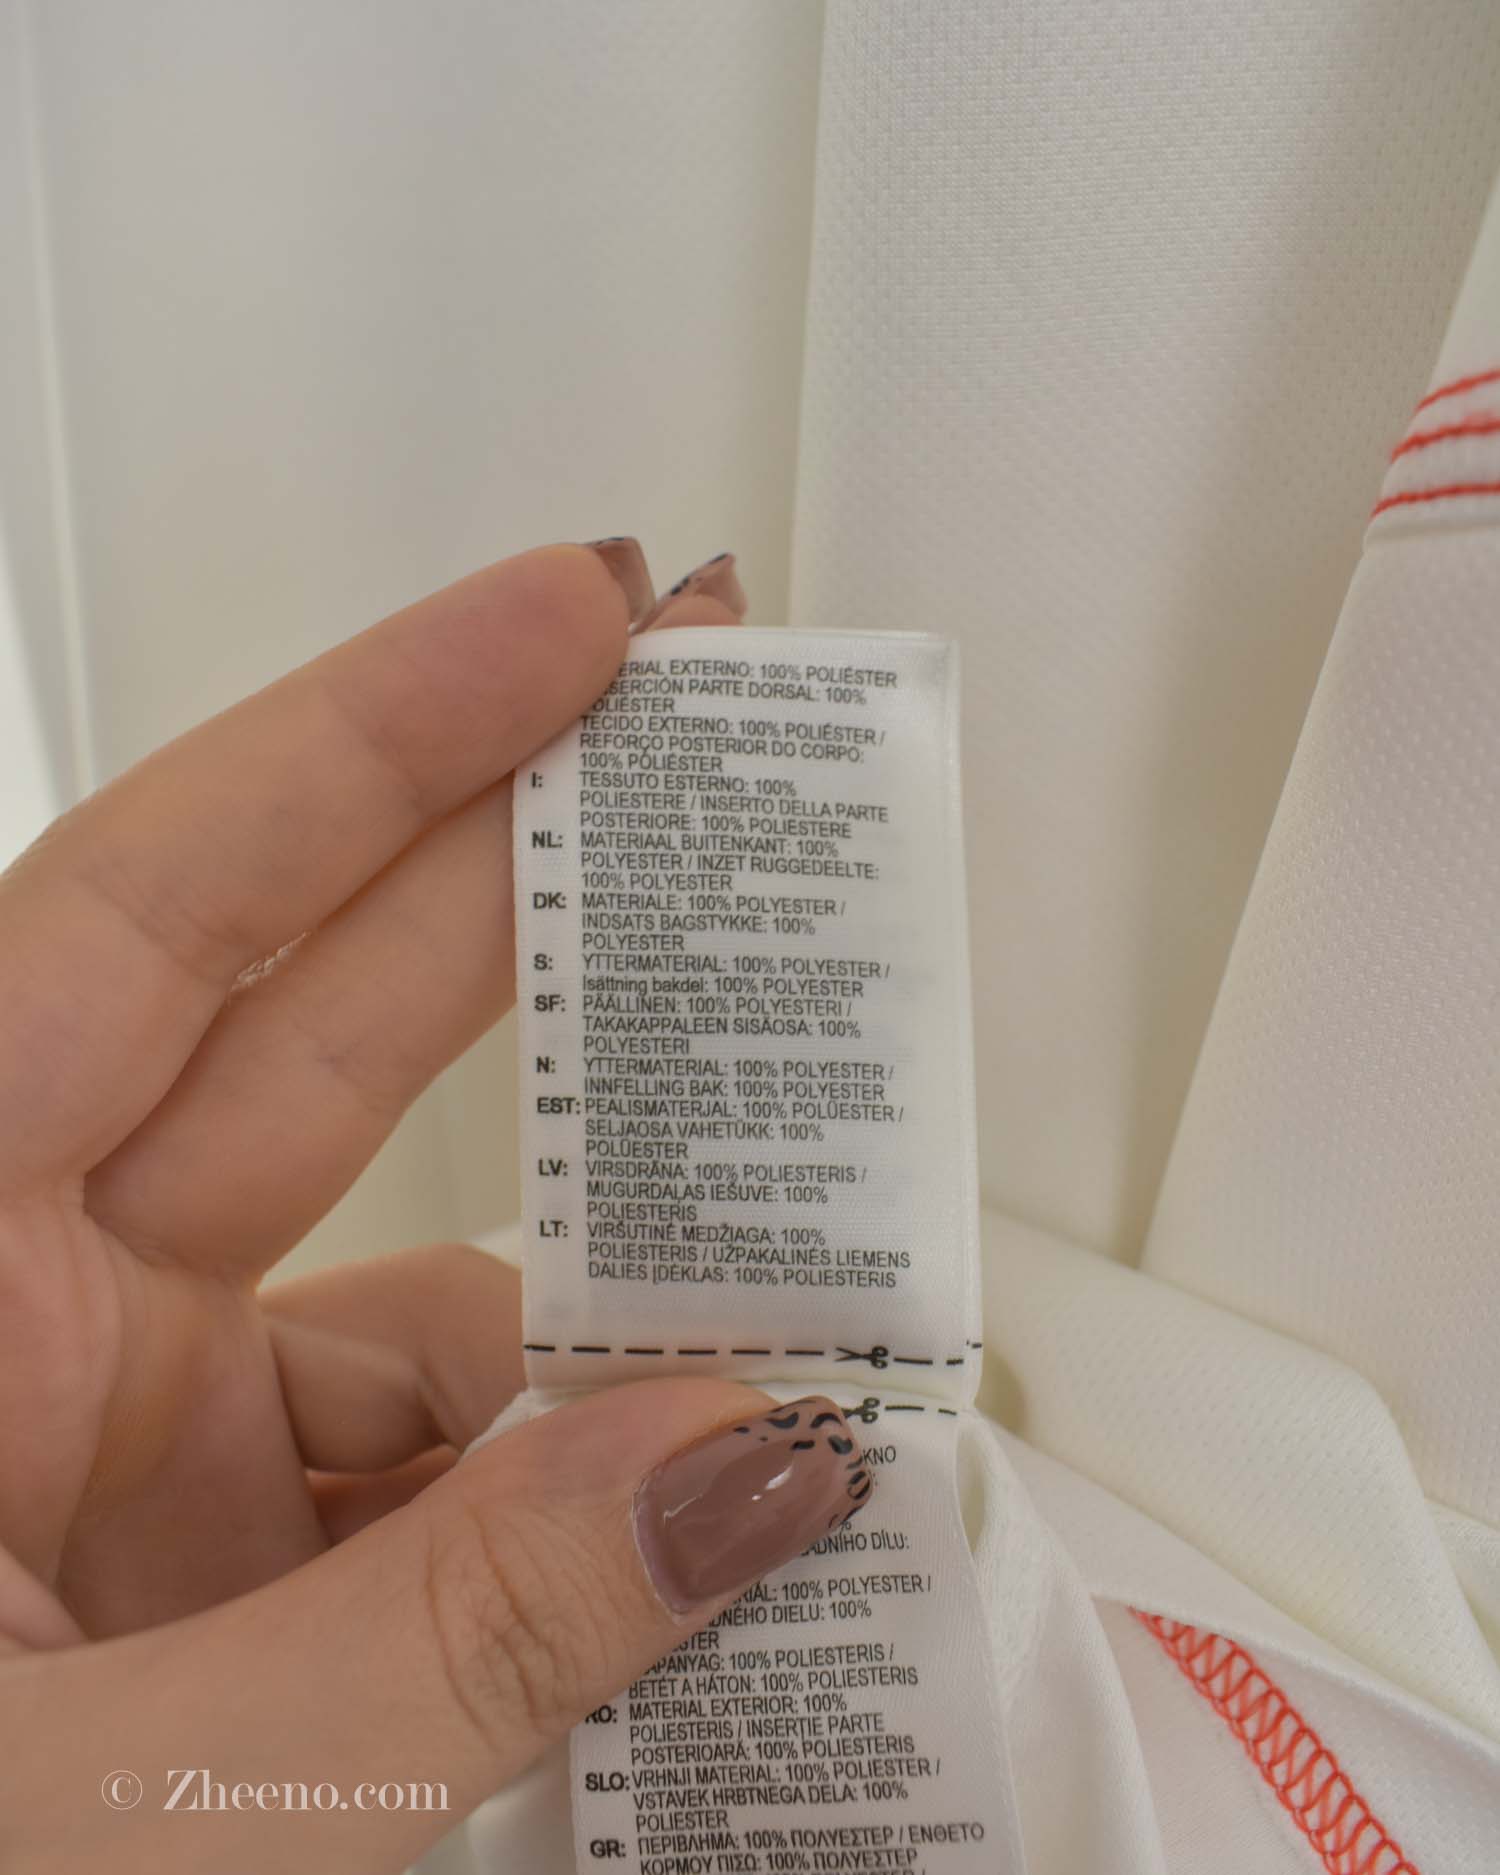 EXTERNO: 100% POLIÉSTER
PARTE DORSAL: 100%
TECIDO EXTERNO: 100% POLIÉSTER /
REFORÇO POSTERIOR DO CORPO:
100% POLIÉSTER
I: TESSUTO ESTERNO: 100%
POLIESTERE / INSERTO DELLA PARTE
POSTERIORE: 100% POLIESTERE
NL: MATERIAAL BUITENKANT: 100%
POLYESTER / INZET RUGGEDEELTE:
100% POLYESTER
DK: MATERIALE: 100% POLYESTER /
INDSATS BAGSTYKKE: 100%
POLYESTER
S: YTTERMATERIAL: 100% POLYESTER /
Isättning bakdel: 100% POLYESTER
SF: PÄÄLLINEN: 100% POLYESTERI /
TAKAKAPPALEEN SISÄOSA: 100%
POLYESTERI
N: YTTERMATERIAL: 100% POLYESTER /
INNFELLING BAK: 100% POLYESTER
EST: PEALISMATERJAL: 100% POLÜESTER /
SELJAOSA VAHETÜKK: 100%
POLÜESTER
LV: VIRSDRĀNA: 100% POLIESTERIS /
MUGURDAĻAS IEŠUVE: 100%
POLIESTERIS
LT: VIRŠUTINĖ MEDŽIAGA: 100%
POLIESTERIS / UŽPAKALINĖS LIEMENS
DALIES ĮDĖKLAS: 100% POLIESTERIS
DÍLU:
100% POLYESTER /
DIELU: 100%
100% POLIESTERIS /
BETÉT A HÁTON: 100% POLIESTERIS
RO: MATERIAL EXTERIOR: 100%
POLIESTERIS / INSERȚIE PARTE
POSTERIOARĂ: 100% POLIESTERIS
SLO: VRHNJI MATERIAL: 100% POLIESTER /
VSTAVEK HRBTNEGA DELA: 100%
POLIESTER
GR: ΠΕΡΙΒΛΗΜΑ: 100% ΠΟΛΥΕΣΤΕΡ / ΕΝΘΕΤΟ
ΚΟΡΜΟΥ ΠΙΣΩ: 100% ΠΟΛΥΕΣΤΕΡ
© Zheeno.com